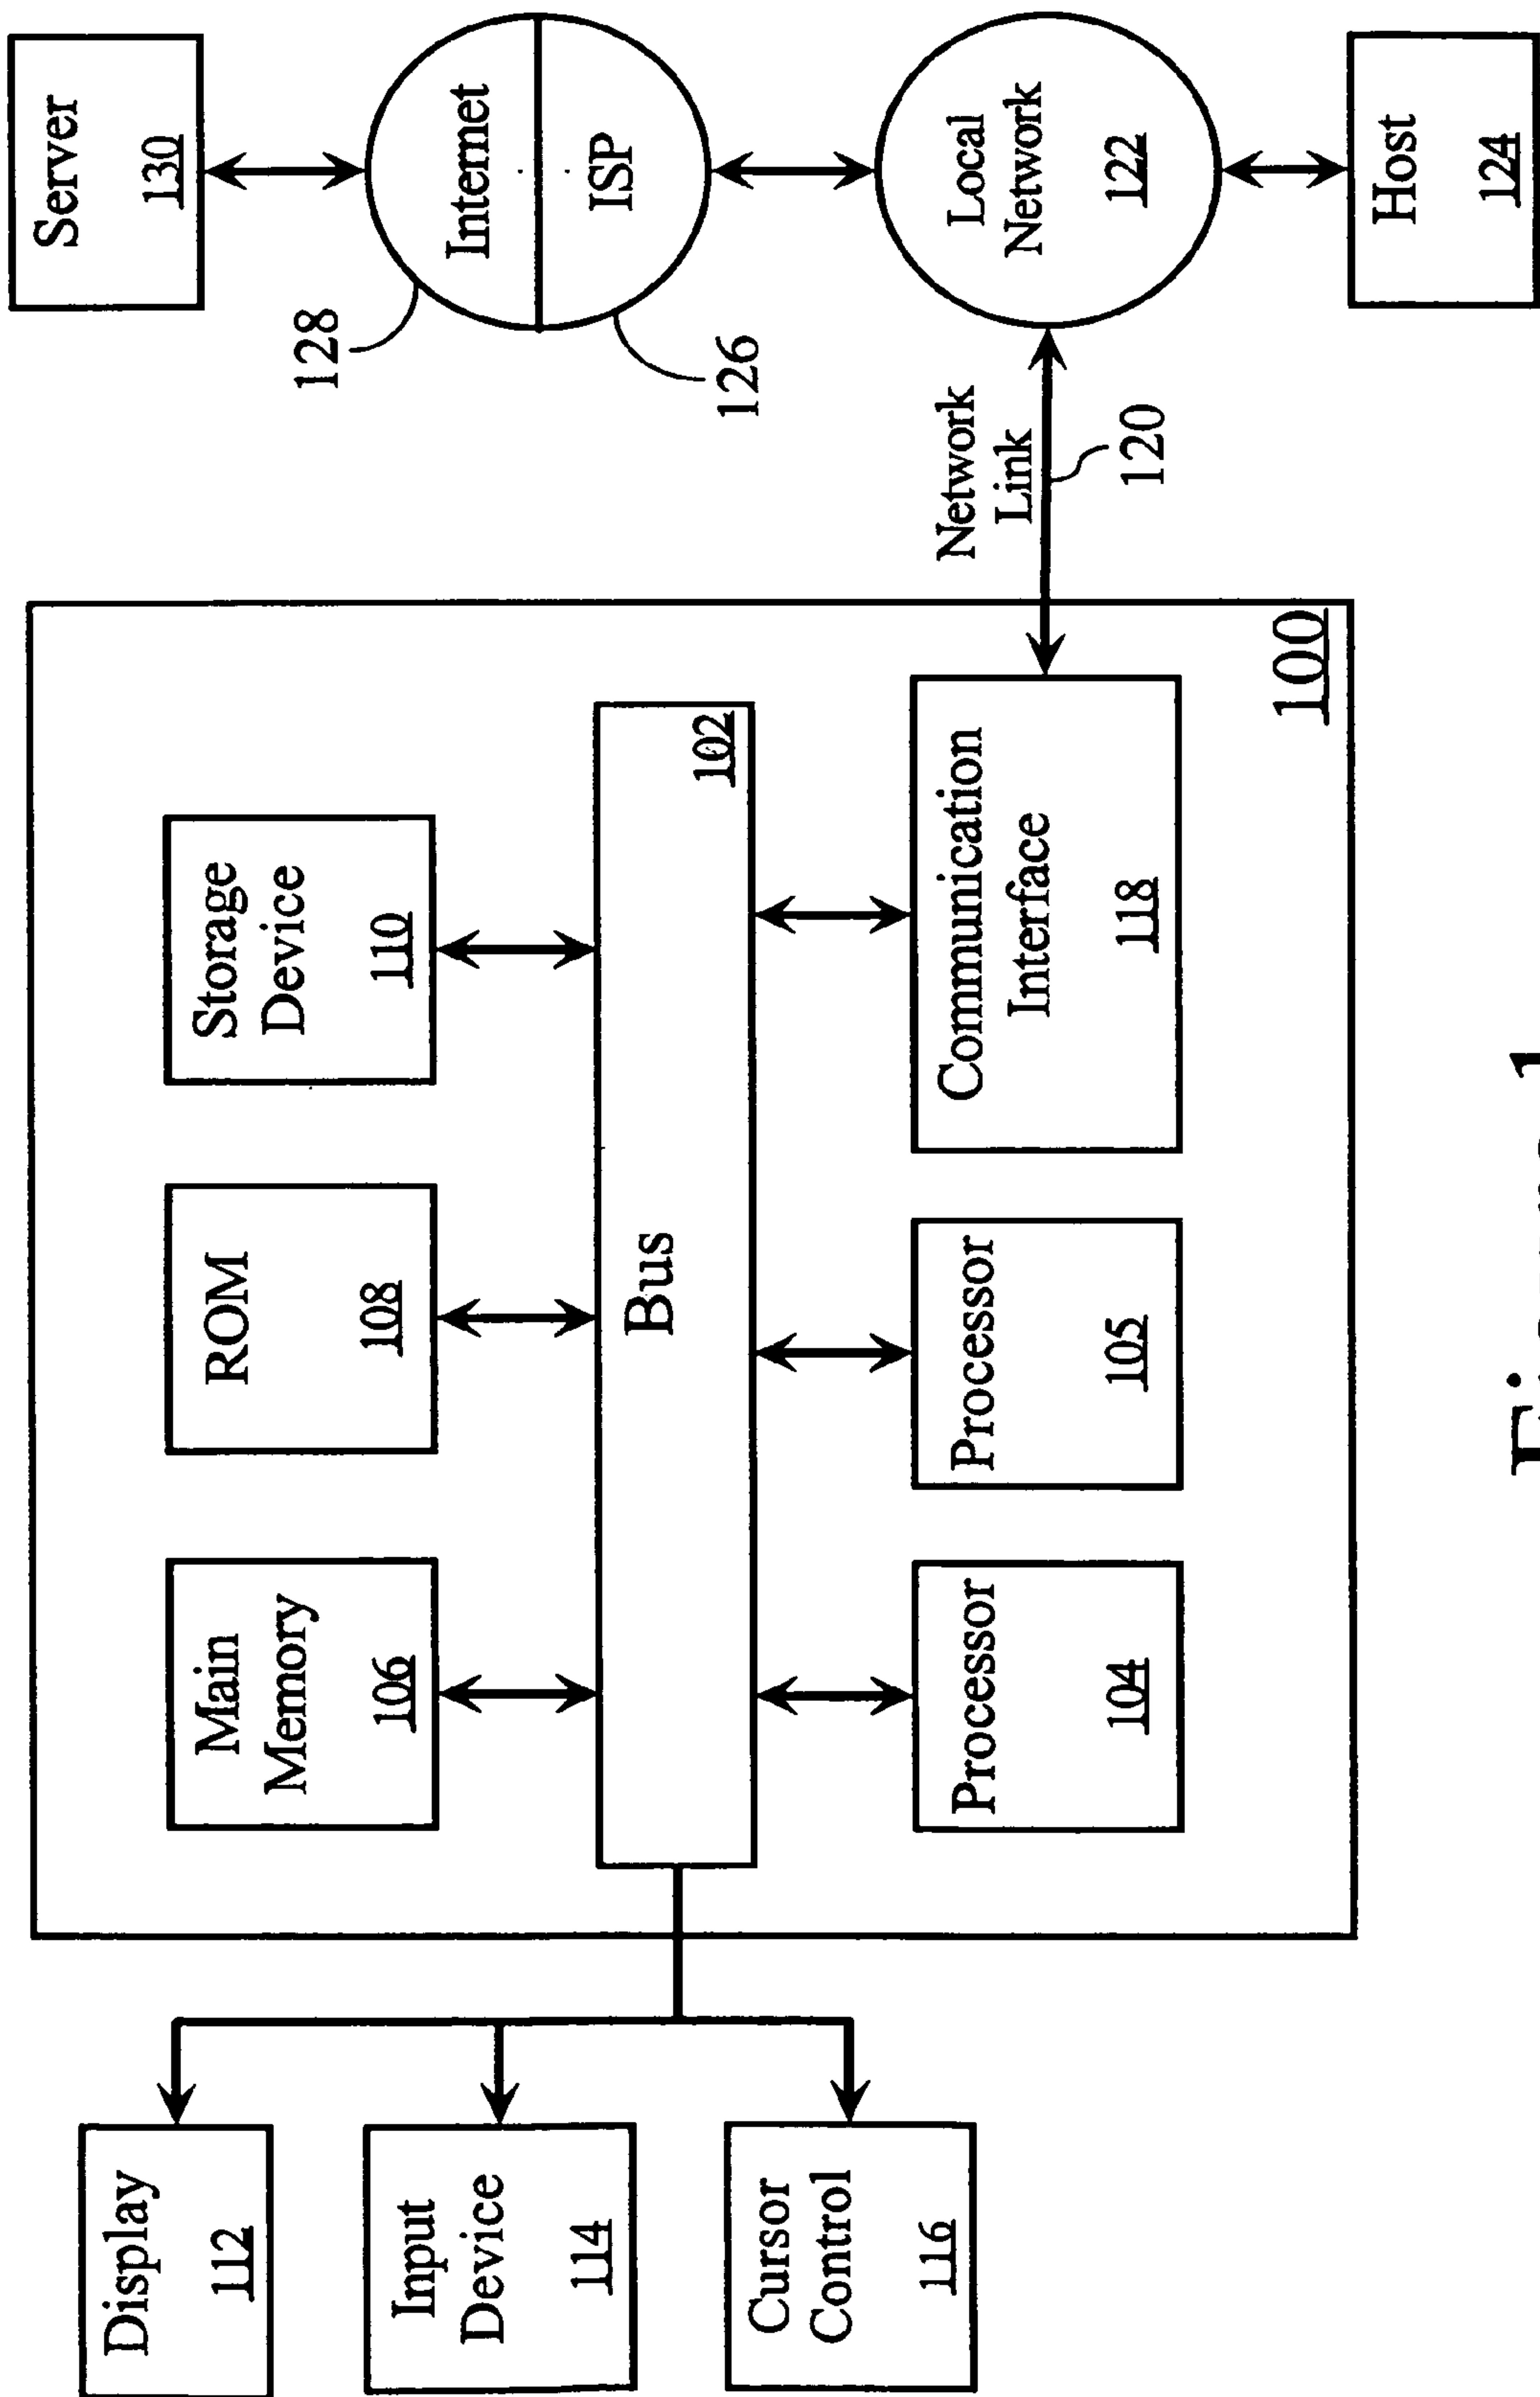 Display
112
Input
Device
114
Cursor
Control
116
Main
Memory
106
ROM
108
Storage
Device
110
Bus
102
Processor
104
Processor
105
Communication
Interface
118
100
Network
Link
120
Server
130
128
Internet
ISP
126
Local
Network
122
Host
124